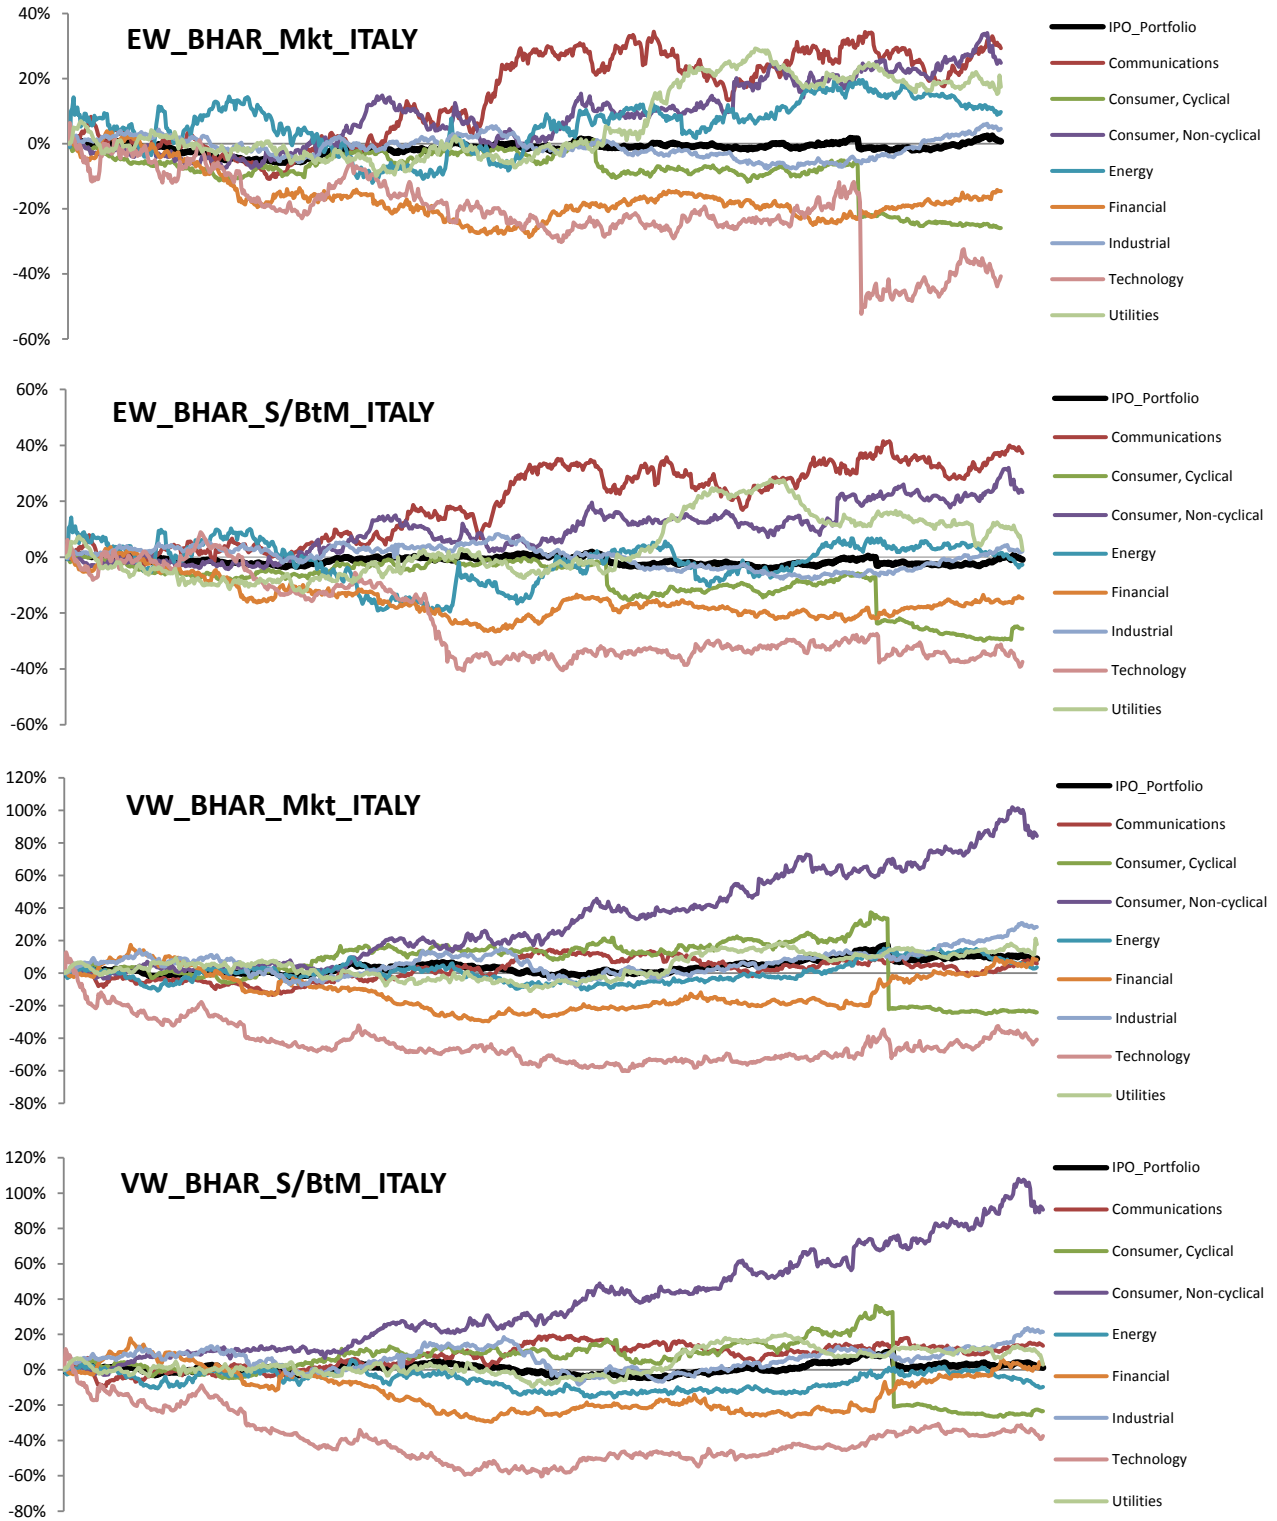 EW_BHAR_Mkt_ITALY
40%
20%
0%
-20%
-40%
-60%
IPO_Portfolio
Communications
Consumer, Cyclical
Consumer, Non-cyclical
Energy
Financial
Industrial
Technology
Utilities
EW_BHAR_S/BtM_ITALY
60%
40%
20%
0%
-20%
-40%
-60%
IPO_Portfolio
Communications
Consumer, Cyclical
Consumer, Non-cyclical
Energy
Financial
Industrial
Technology
Utilities
VW_BHAR_Mkt_ITALY
120%
100%
80%
60%
40%
20%
0%
-20%
-40%
-60%
-80%
IPO_Portfolio
Communications
Consumer, Cyclical
Consumer, Non-cyclical
Energy
Financial
Industrial
Technology
Utilities
VW_BHAR_S/BtM_ITALY
120%
100%
80%
60%
40%
20%
0%
-20%
-40%
-60%
-80%
IPO_Portfolio
Communications
Consumer, Cyclical
Consumer, Non-cyclical
Energy
Financial
Industrial
Technology
Utilities